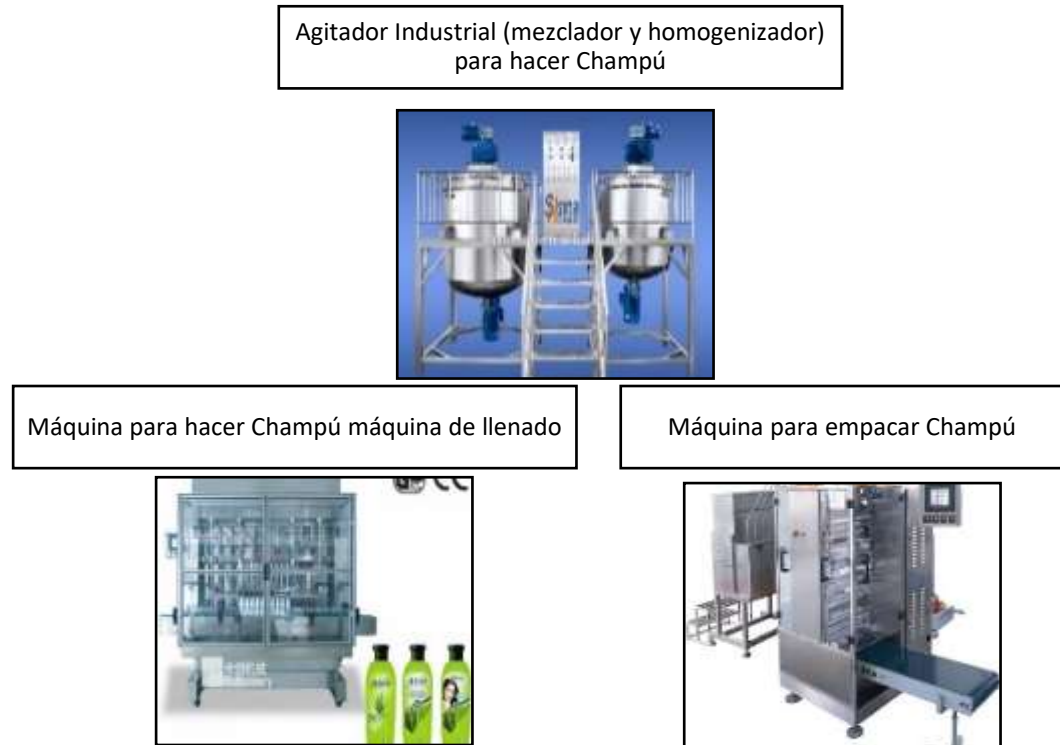 Agitador Industrial (mezclador y homogenizador)
para hacer Champú
Máquina para hacer Champú máquina de llenado
Máquina para empacar Champú